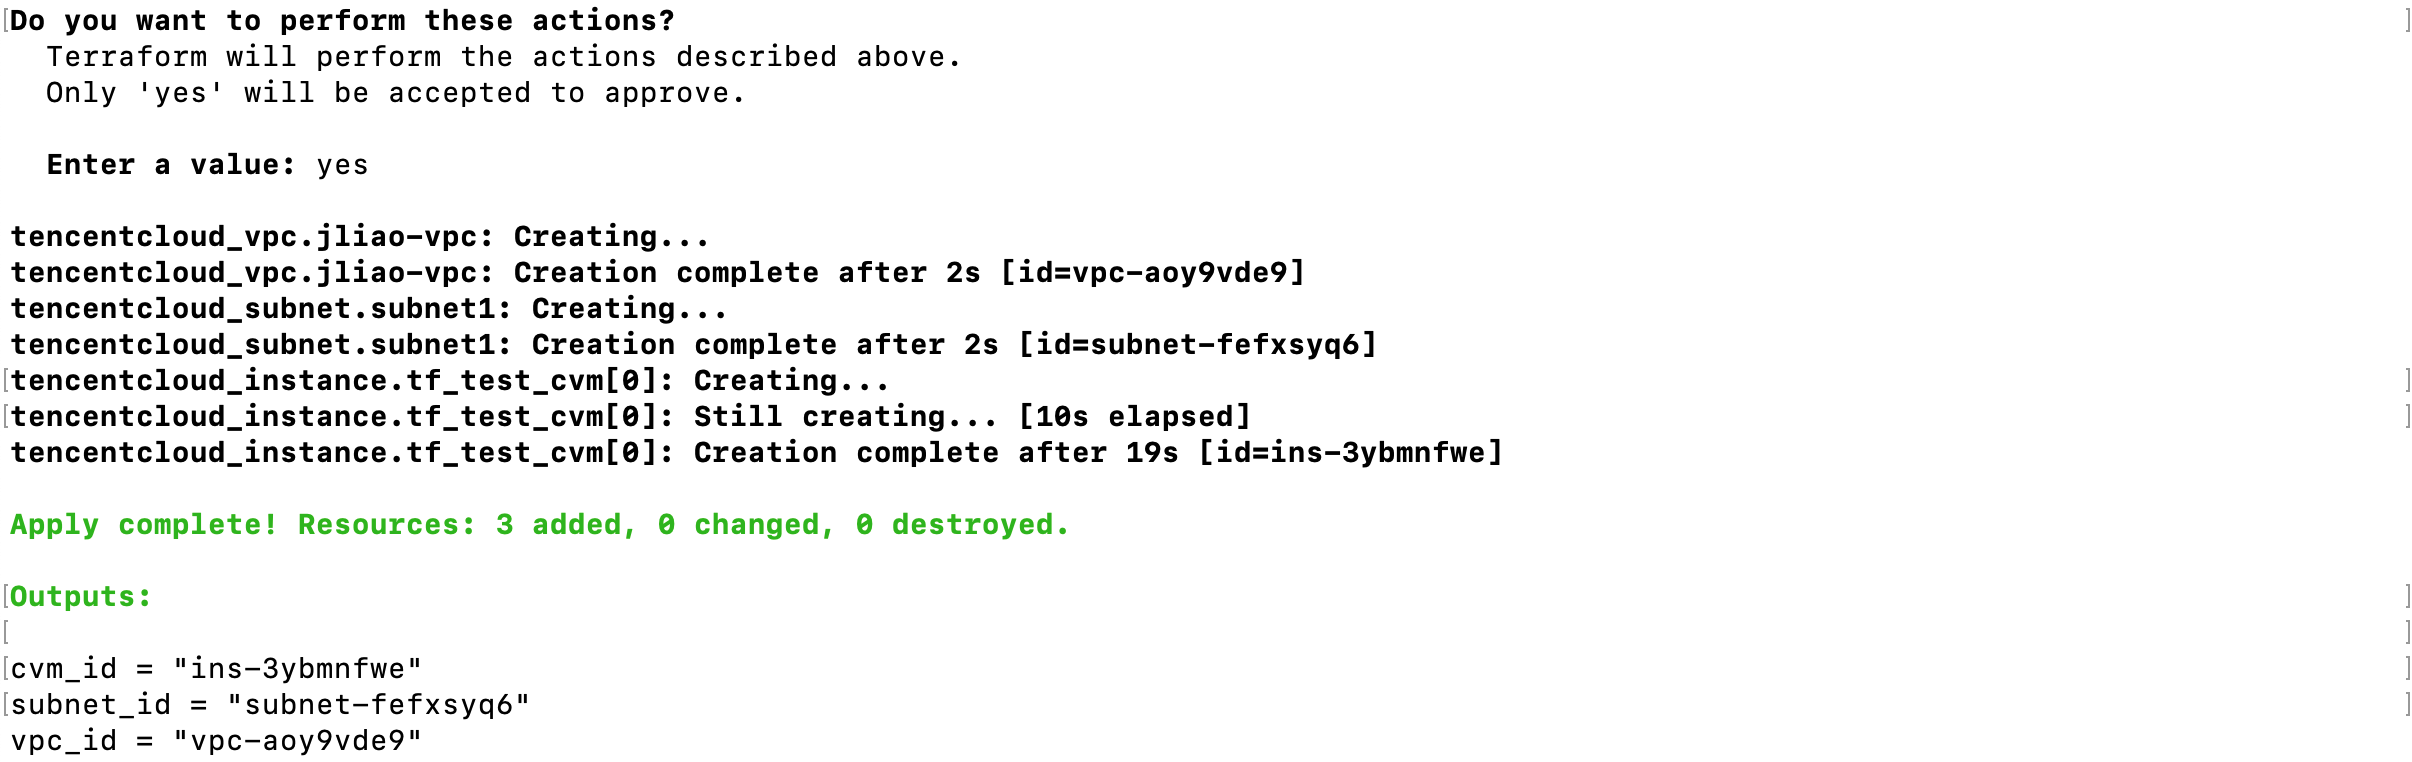 Do you want to perform these actions?
Terraform will perform the actions described above.
Only 'yes' will be accepted to approve.
Enter a value: yes
tencentcloud_vpc.jliao-vpc: Creating...
tencentcloud_vpc.jliao-vpc: Creation complete after 2s [id=vpc-aoy9vde9]
tencentcloud_subnet.subnet1: Creating...
tencentcloud_subnet.subnet1: Creation complete after 2s [id=subnet-fefxsyq6]
tencentcloud_instance.tf_test_cvm[0]: Creating...
tencentcloud_instance.tf_test_cvm[0]: Still creating... [10s elapsed]
tencentcloud_instance.tf_test_cvm[0]: Creation complete after 19s [id=ins-3ybmnfwe]
Apply complete! Resources: 3 added, 0 changed, 0 destroyed.
Outputs:
cvm_id = "ins-3ybmnfwe"
subnet_id = "subnet-fefxsyq6"
vpc_id = "vpc-aoy9vde9"